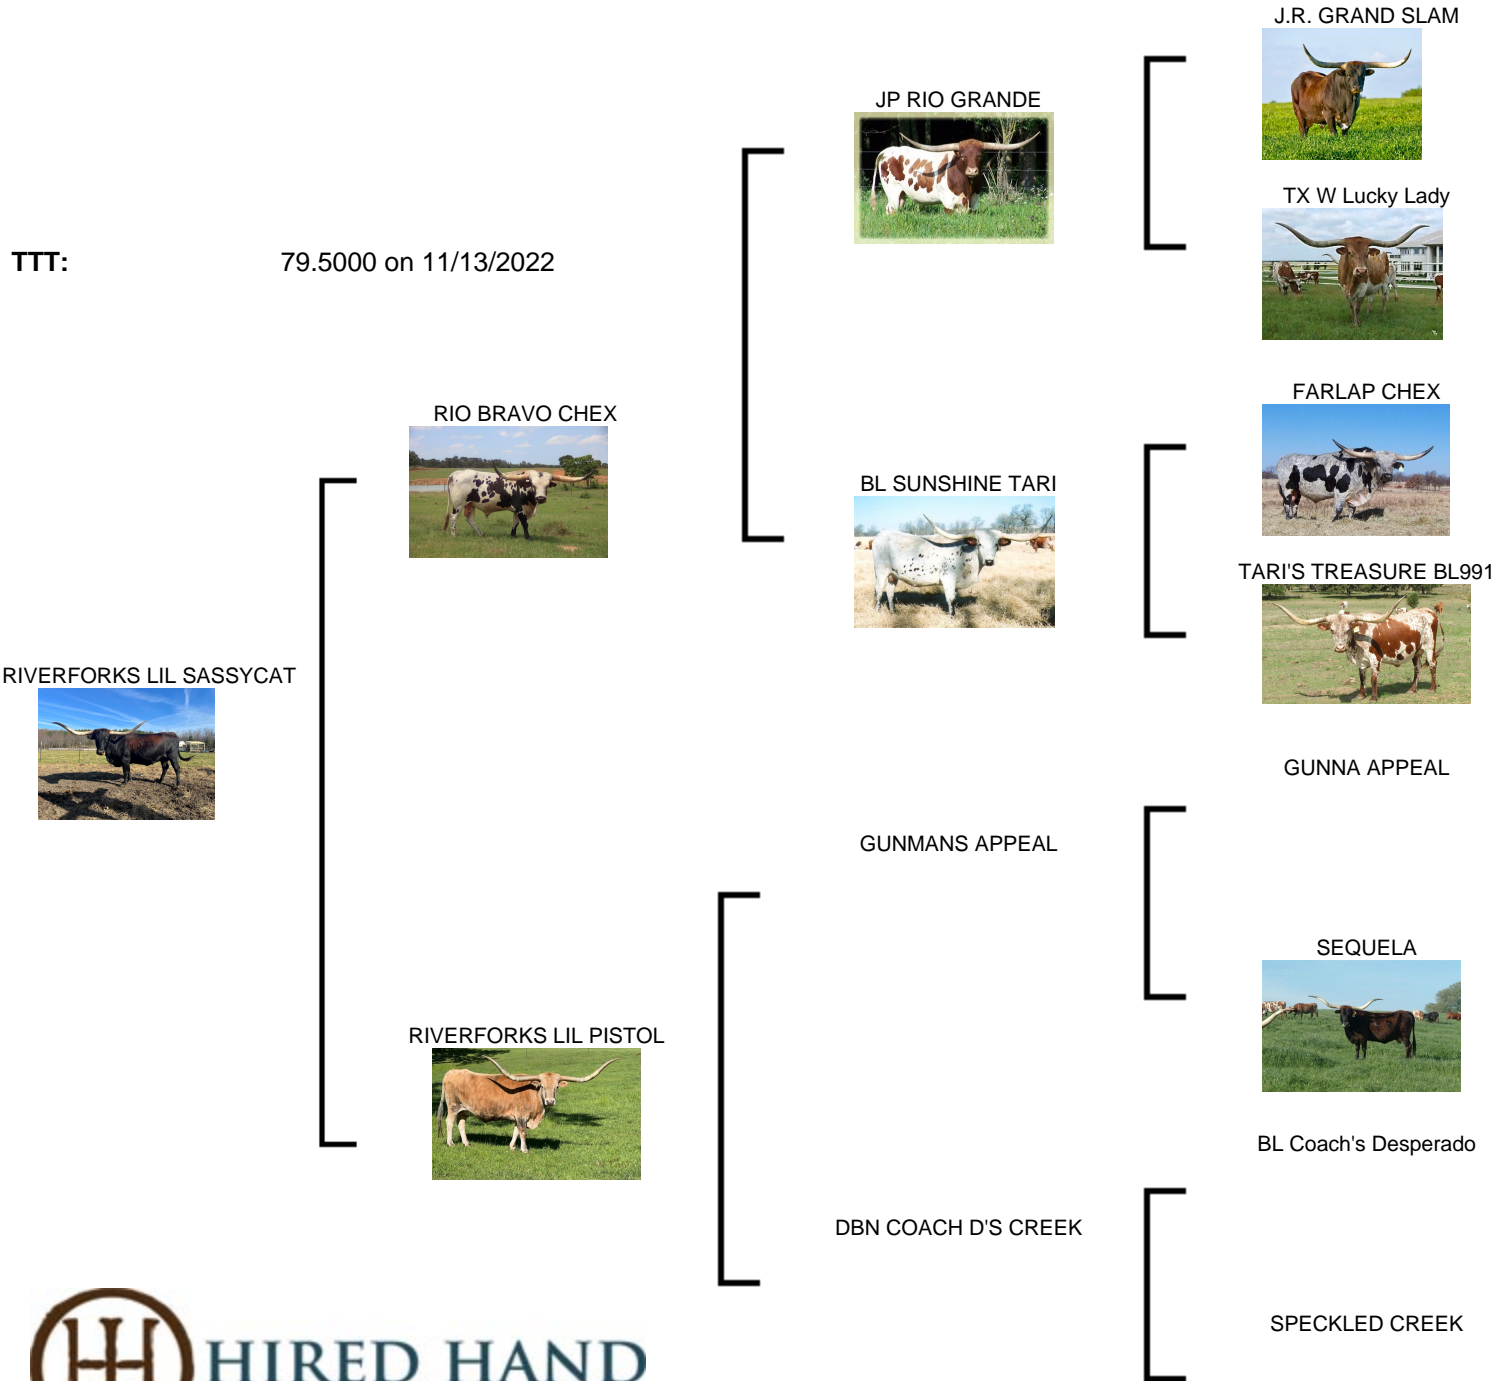 J.R. GRAND SLAM
JP RIO GRANDE
TX W Lucky Lady
TTT: 79.5000 on 11/13/2022
FARLAP CHEX
RIO BRAVO CHEX
BL SUNSHINE TARI
TARI'S TREASURE BL991
RIVERFORKS LIL SASSYCAT
GUNNA APPEAL
GUNMANS APPEAL
SEQUELA
RIVERFORKS LIL PISTOL
BL Coach's Desperado
DBN COACH D'S CREEK
SPECKLED CREEK
HIRED HAND